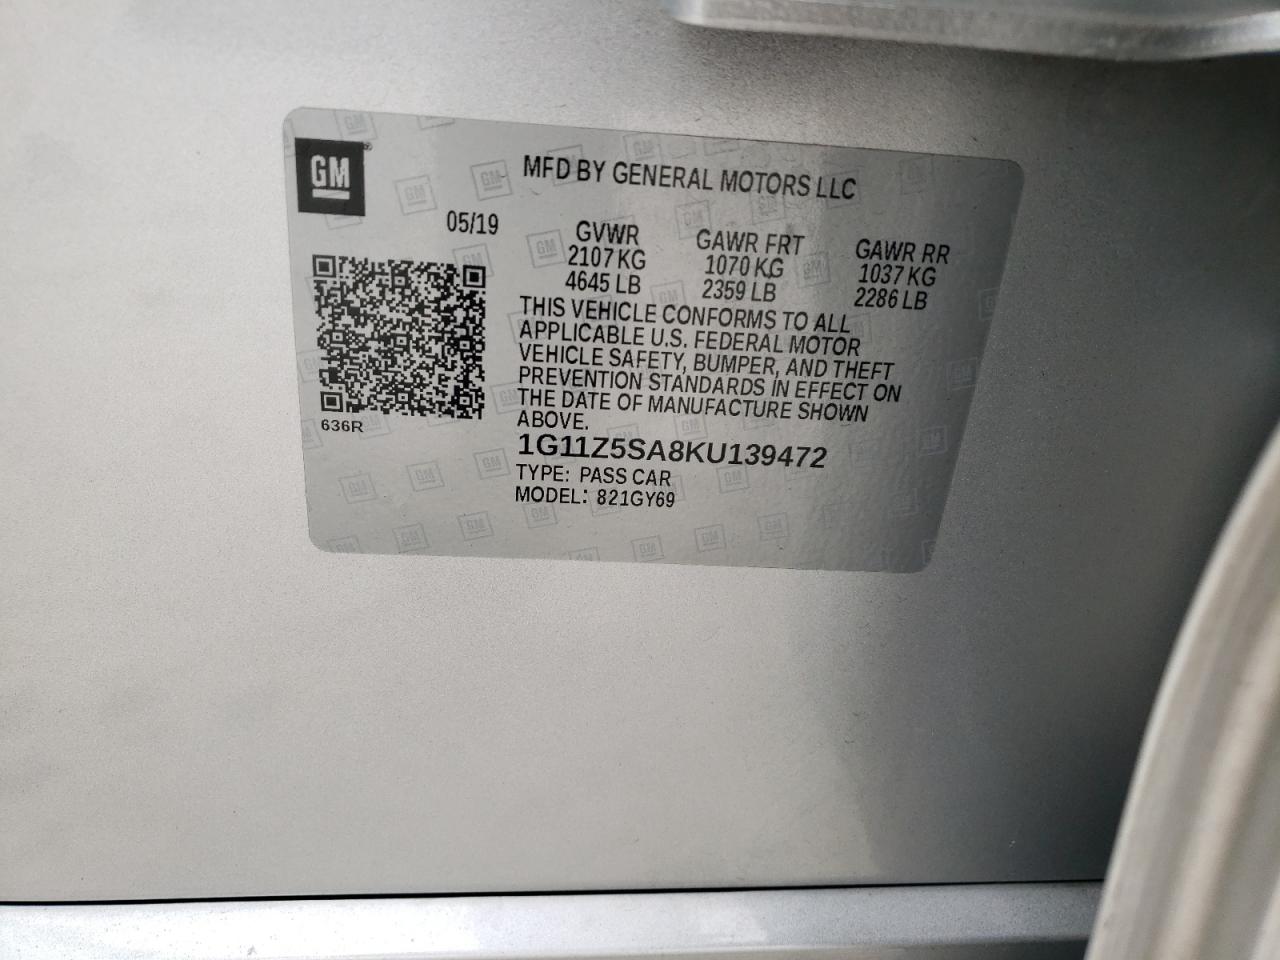 GM
MFD BY GENERAL MOTORS LLC
05/19
GVWR GAWR FRT GAWR RR
2107 KG 1070 KG 1037 KG
4645 LB 2359 LB 2286 LB
THIS VEHICLE CONFORMS TO ALL
APPLICABLE U.S. FEDERAL MOTOR
VEHICLE SAFETY, BUMPER, AND THEFT
PREVENTION STANDARDS IN EFFECT ON
THE DATE OF MANUFACTURE SHOWN
ABOVE.
636R
1G11Z5SA8KU139472
TYPE: PASS CAR
MODEL: 821GY69